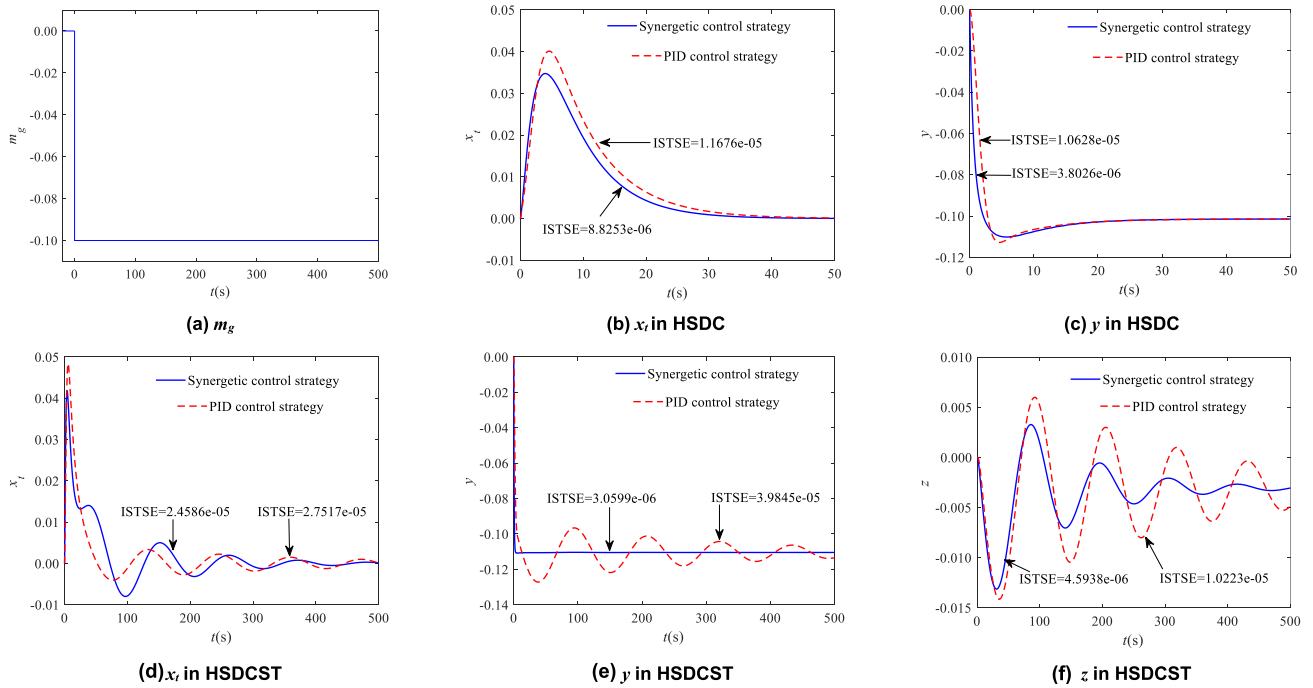 0.00
-0.02
-0.04
-0.06
-0.08
-0.10
m_g
0 100 200 300 400 500
t(s)
(a) m_g
0.05
0.04
0.03
0.02
0.01
0.00
-0.01
x_t
Synergetic control strategy
PID control strategy
ISTSE=1.1676e-05
ISTSE=8.8253e-06
0 10 20 30 40 50
t(s)
(b) x_t in HSDC
0.00
-0.02
-0.04
-0.06
-0.08
-0.10
-0.12
y
Synergetic control strategy
PID control strategy
ISTSE=1.0628e-05
ISTSE=3.8026e-06
0 10 20 30 40 50
t(s)
(c) y in HSDC
0.05
0.04
0.03
0.02
0.01
0.00
-0.01
x_t
Synergetic control strategy
PID control strategy
ISTSE=2.4586e-05
ISTSE=2.7517e-05
0 100 200 300 400 500
t(s)
(d) x_t in HSDCST
0.00
-0.02
-0.04
-0.06
-0.08
-0.10
-0.12
-0.14
y
Synergetic control strategy
PID control strategy
ISTSE=3.0599e-06
ISTSE=3.9845e-05
0 100 200 300 400 500
t(s)
(e) y in HSDCST
0.010
0.005
0.000
-0.005
-0.010
-0.015
z
Synergetic control strategy
PID control strategy
ISTSE=4.5938e-06
ISTSE=1.0223e-05
0 100 200 300 400 500
t(s)
(f) z in HSDCST